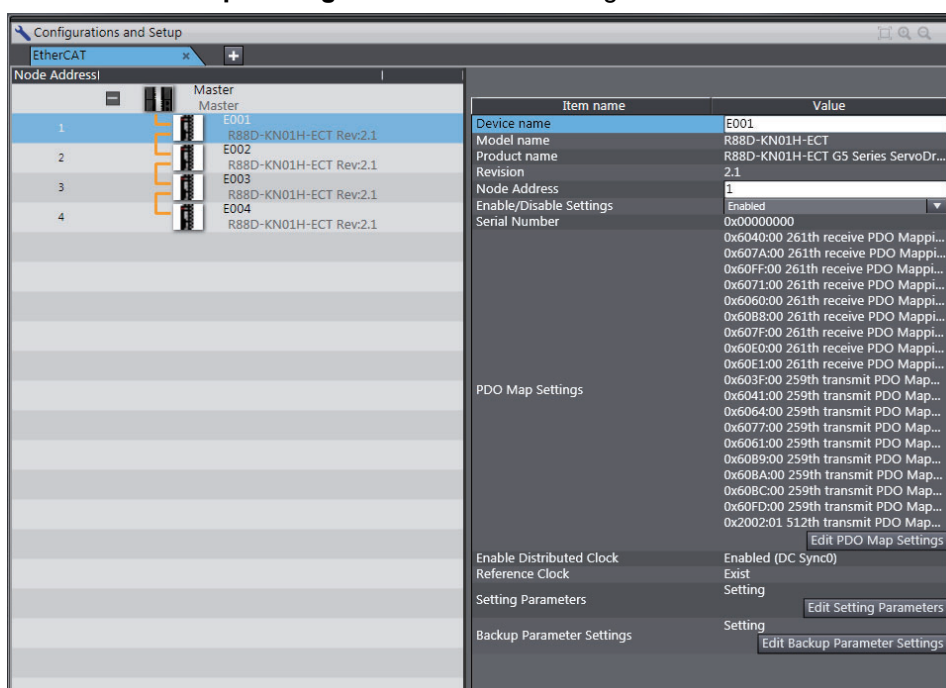 Configurations and Setup
EtherCAT
Node Address
Master
Master
1
E001
R88D-KN01H-ECT Rev:2.1
2
E002
R88D-KN01H-ECT Rev:2.1
3
E003
R88D-KN01H-ECT Rev:2.1
4
E004
R88D-KN01H-ECT Rev:2.1
Item name Value
Device name E001
Model name R88D-KN01H-ECT
Product name R88D-KN01H-ECT G5 Series ServoDr...
Revision 2.1
Node Address 1
Enable/Disable Settings Enabled
Serial Number 0x00000000
PDO Map Settings
0x6040:00 261th receive PDO Mappi...
0x607A:00 261th receive PDO Mappi...
0x60FF:00 261th receive PDO Mappi...
0x6071:00 261th receive PDO Mappi...
0x6060:00 261th receive PDO Mappi...
0x60B8:00 261th receive PDO Mappi...
0x607F:00 261th receive PDO Mappi...
0x60E0:00 261th receive PDO Mappi...
0x60E1:00 261th receive PDO Mappi...
0x603F:00 259th transmit PDO Map...
0x6041:00 259th transmit PDO Map...
0x6064:00 259th transmit PDO Map...
0x6077:00 259th transmit PDO Map...
0x6061:00 259th transmit PDO Map...
0x60B9:00 259th transmit PDO Map...
0x60BA:00 259th transmit PDO Map...
0x60BC:00 259th transmit PDO Map...
0x60FD:00 259th transmit PDO Map...
0x2002:01 512th transmit PDO Map...
Edit PDO Map Settings
Enable Distributed Clock Enabled (DC Sync0)
Reference Clock Exist
Setting Parameters Setting
Edit Setting Parameters
Backup Parameter Settings Setting
Edit Backup Parameter Settings